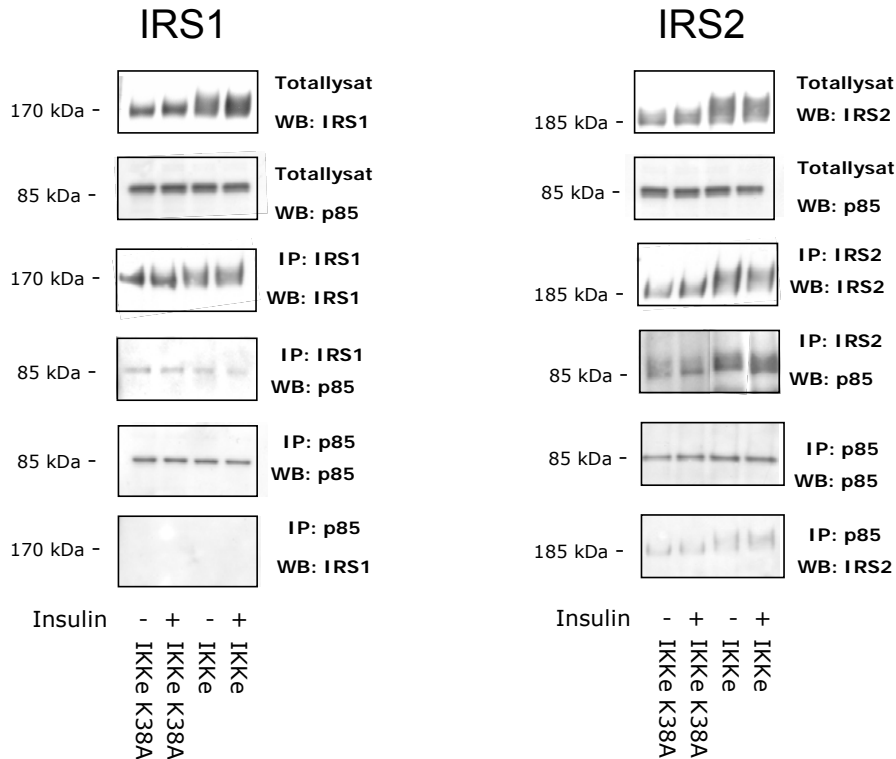 IRS1
170 kDa -
Totallysat
WB: IRS1
85 kDa -
Totallysat
WB: p85
170 kDa -
IP: IRS1
WB: IRS1
85 kDa -
IP: IRS1
WB: p85
85 kDa -
IP: p85
WB: p85
170 kDa -
IP: p85
WB: IRS1
Insulin - + - +
IKKe K38A
IKKe K38A
IKKe
IKKe
IRS2
185 kDa -
Totallysat
WB: IRS2
85 kDa -
Totallysat
WB: p85
185 kDa -
IP: IRS2
WB: IRS2
85 kDa -
IP: IRS2
WB: p85
85 kDa -
IP: p85
WB: p85
185 kDa -
IP: p85
WB: IRS2
Insulin - + - +
IKKe K38A
IKKe K38A
IKKe
IKKe